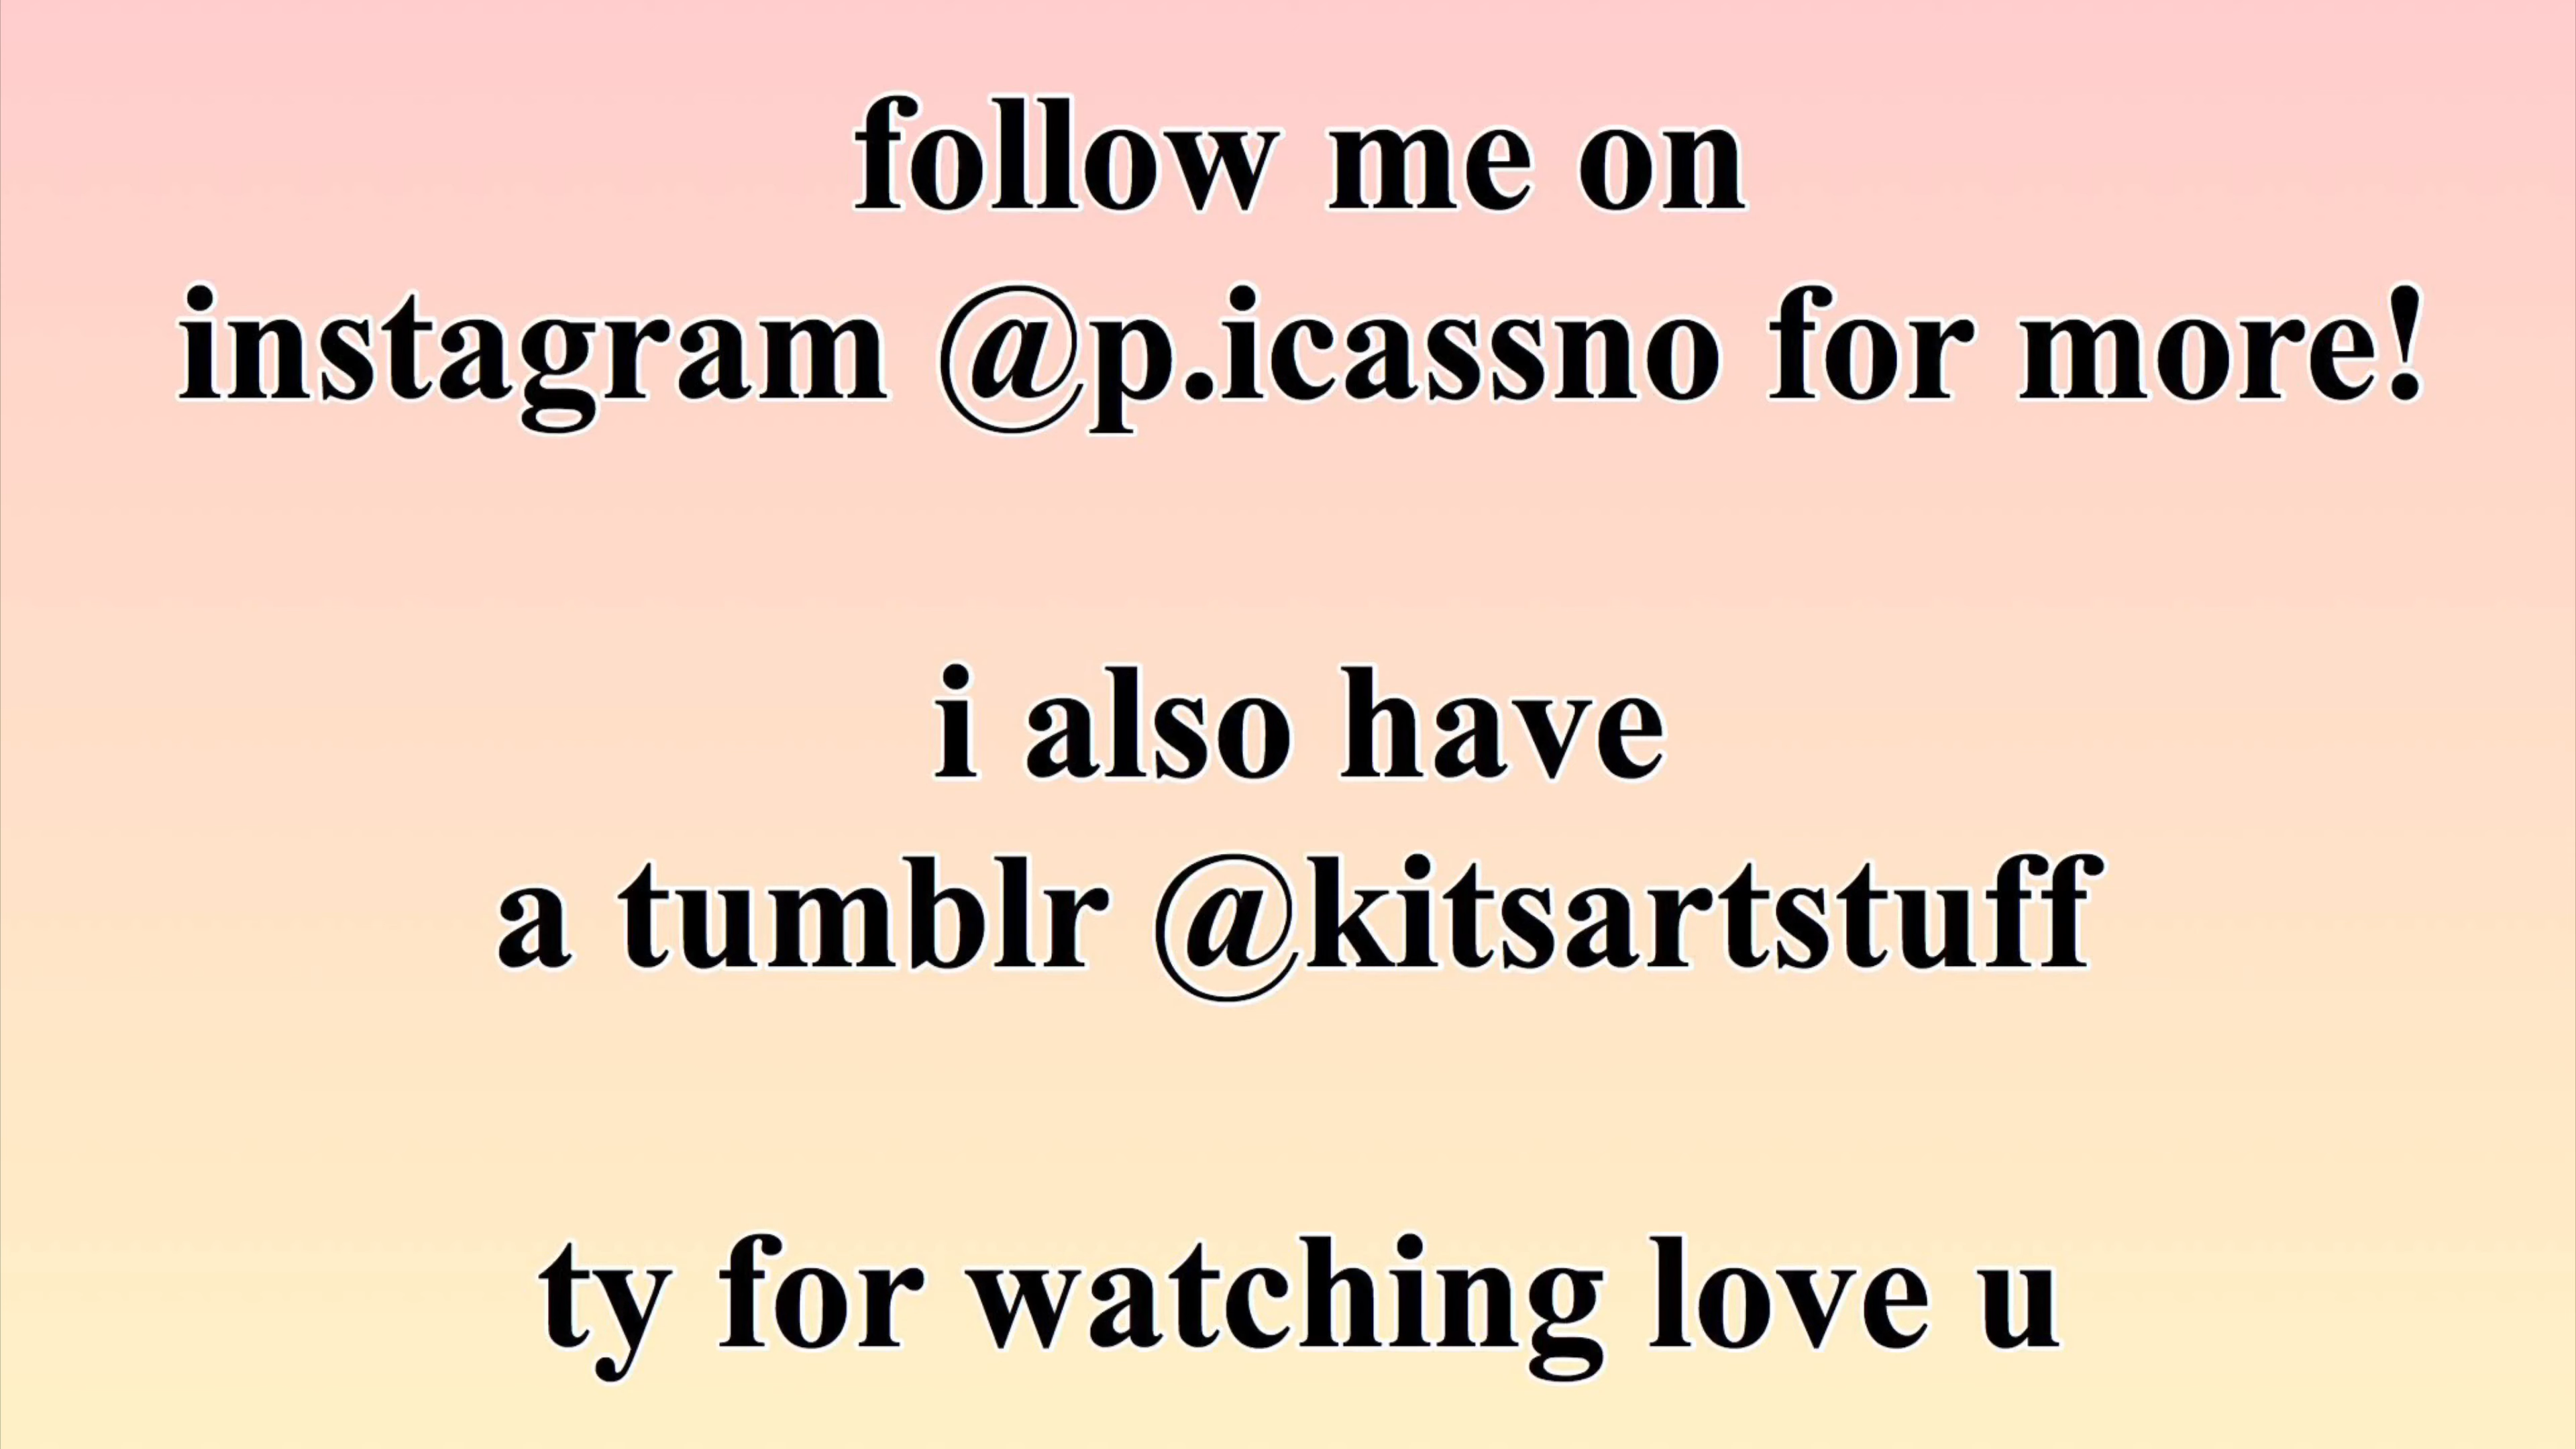 follow me on
instagram @p.icassno for more!
i also have
a tumblr @kitsartstuff
ty for watching love u